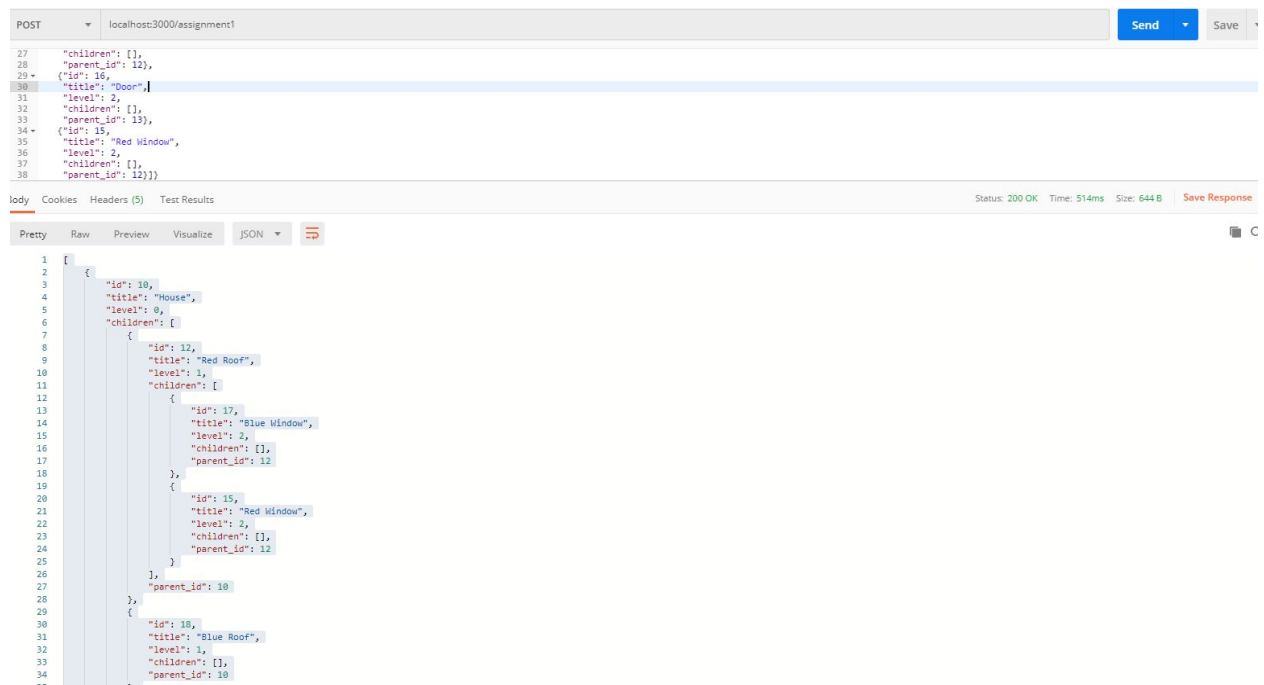 POST localhost:3000/assignment1 Send Save
27 "children": [],
28 "parent_id": 12},
29 {"id": 16,
30 "title": "Door",
31 "level": 2,
32 "children": [],
33 "parent_id": 13},
34 {"id": 15,
35 "title": "Red Window",
36 "level": 2,
37 "children": [],
38 "parent_id": 12}]}
Body Cookies Headers (5) Test Results Status: 200 OK Time: 514ms Size: 644 B Save Response
Pretty Raw Preview Visualize JSON
1 [
2 {
3 "id": 10,
4 "title": "House",
5 "level": 0,
6 "children": [
7 {
8 "id": 12,
9 "title": "Red Roof",
10 "level": 1,
11 "children": [
12 {
13 "id": 17,
14 "title": "Blue Window",
15 "level": 2,
16 "children": [],
17 "parent_id": 12
18 },
19 {
20 "id": 15,
21 "title": "Red Window",
22 "level": 2,
23 "children": [],
24 "parent_id": 12
25 }
26 ],
27 "parent_id": 10
28 },
29 {
30 "id": 18,
31 "title": "Blue Roof",
32 "level": 1,
33 "children": [],
34 "parent_id": 10